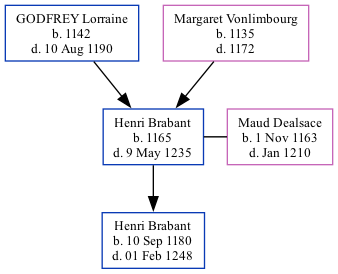 GODFREY Lorraine
b. 1142
d. 10 Aug 1190
Margaret Vonlimbourg
b. 1135
d. 1172
Henri Brabant
b. 1165
d. 9 May 1235
Maud Dealsace
b. 1 Nov 1163
d. Jan 1210
Henri Brabant
b. 10 Sep 1180
d. 01 Feb 1248